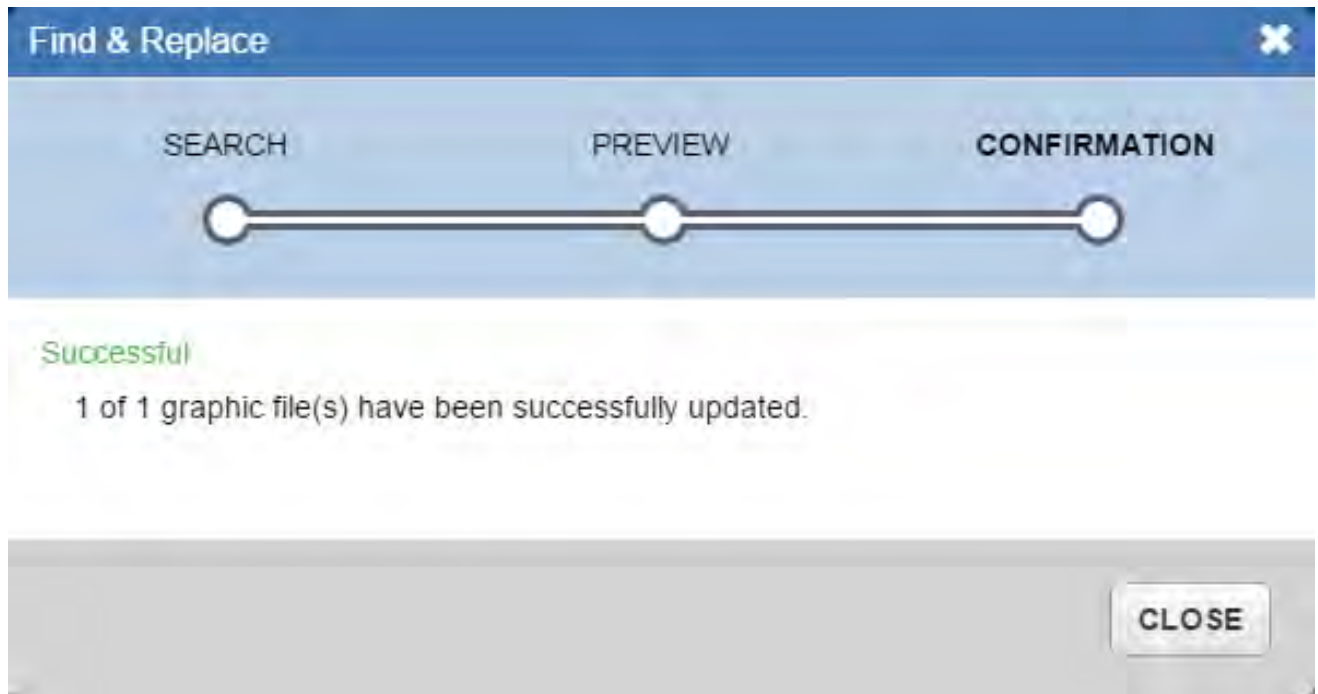 Find & Replace
SEARCH PREVIEW CONFIRMATION
Successful
1 of 1 graphic file(s) have been successfully updated.
CLOSE